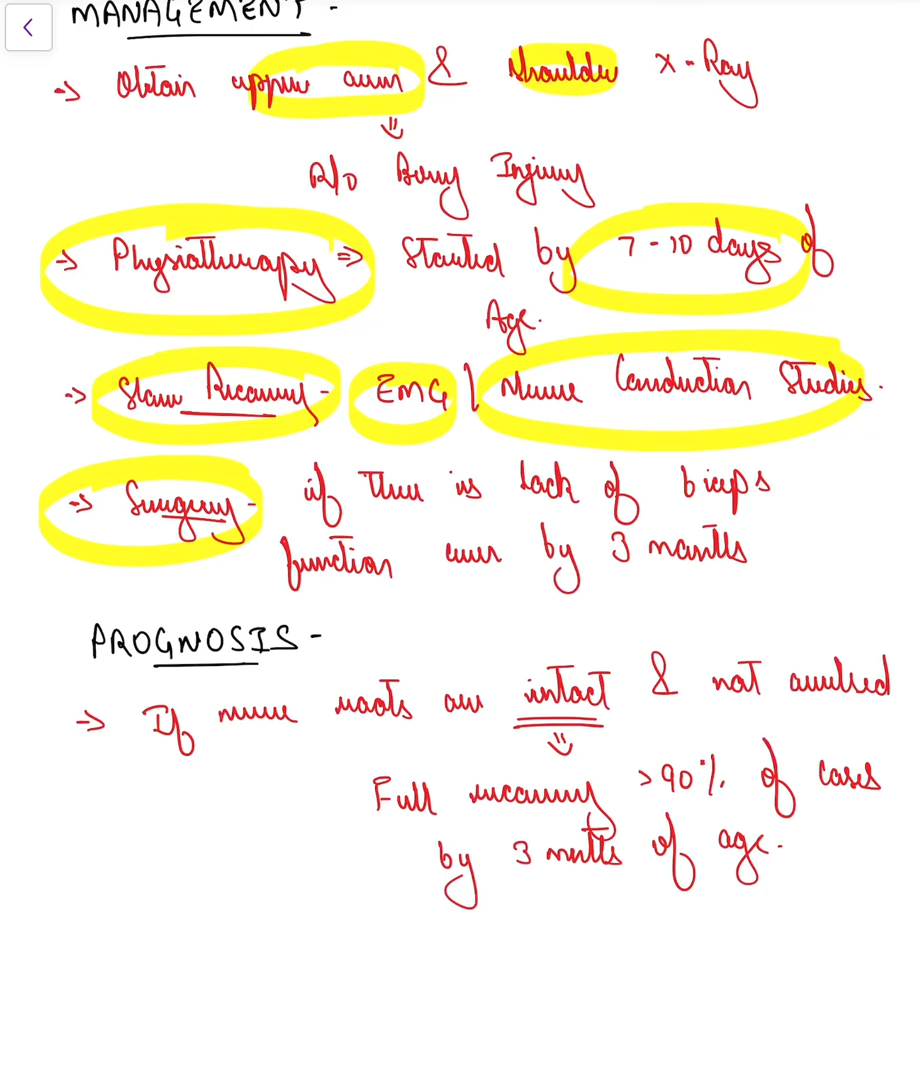 MANAGEMENT -
→ Obtain upper arm & shoulder X-Ray
⇓
R/o Bony Injury
→ Physiotherapy ⇒ Started by 7-10 days of
Age.
→ Slow Recovery - EMG / Nerve Conduction Studies.
→ Surgery - if there is lack of biceps
function even by 3 months
PROGNOSIS -
→ If nerve roots are intact & not avulsed
⇓
Full recovery >90% of cases
by 3 mnths of age.